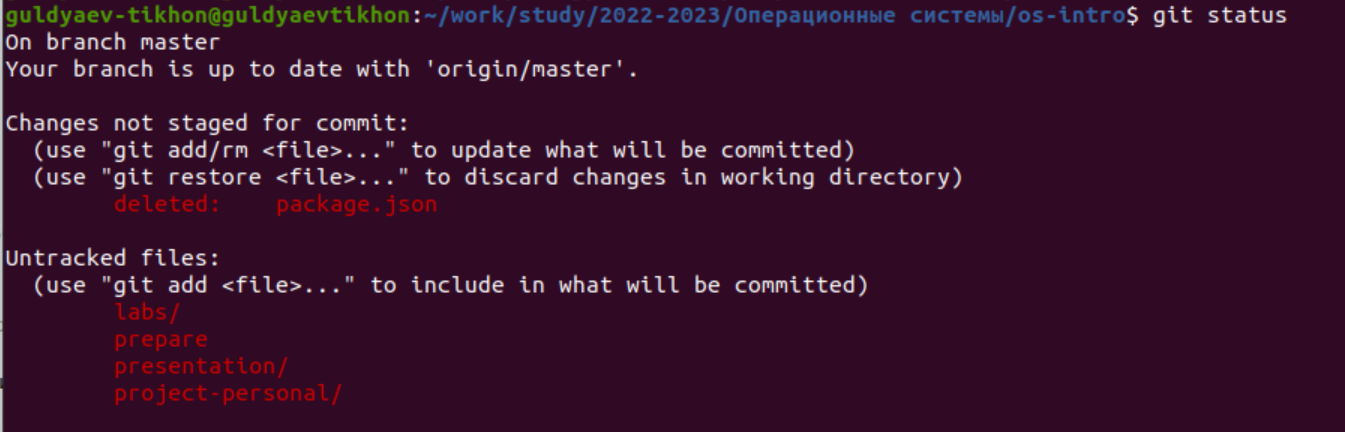 guldyaev-tikhon@guldyaevtikhon:~/work/study/2022-2023/Операционные системы/os-intro$ git status
On branch master
Your branch is up to date with 'origin/master'.
Changes not staged for commit:
  (use "git add/rm <file>..." to update what will be committed)
  (use "git restore <file>..." to discard changes in working directory)
        deleted:    package.json
Untracked files:
  (use "git add <file>..." to include in what will be committed)
        labs/
        prepare
        presentation/
        project-personal/